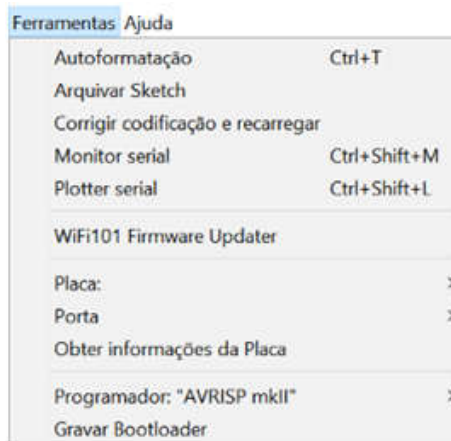 Ferramentas Ajuda
Autoformatação Ctrl+T
Arquivar Sketch
Corrigir codificação e recarregar
Monitor serial Ctrl+Shift+M
Plotter serial Ctrl+Shift+L
WiFi101 Firmware Updater
Placa:
Porta
Obter informações da Placa
Programador: "AVRISP mkII"
Gravar Bootloader